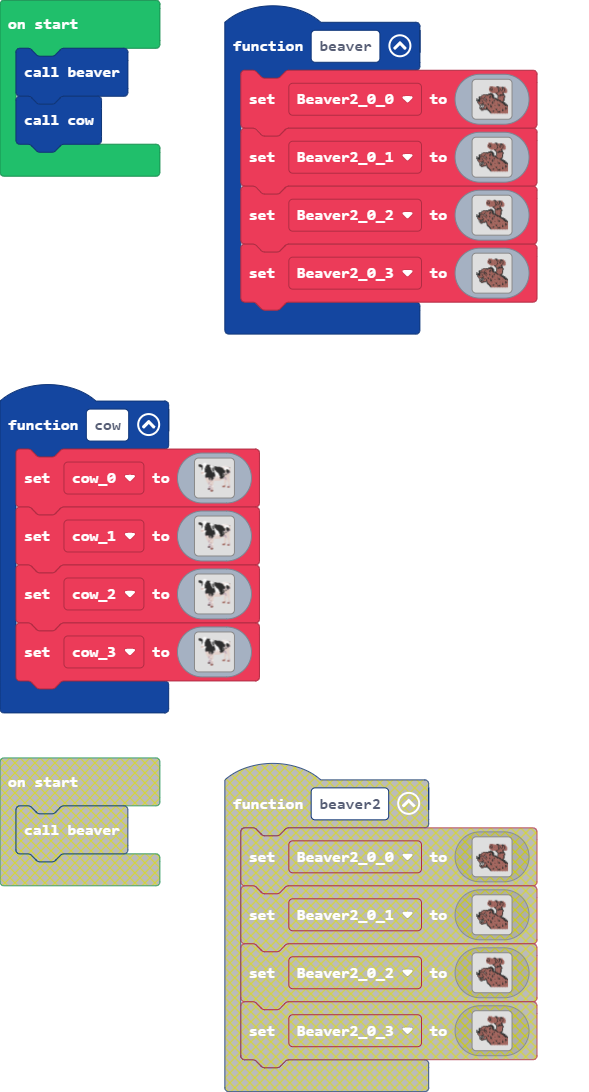 on start
call beaver
call cow
function beaver
set Beaver2_0_0 to
set Beaver2_0_1 to
set Beaver2_0_2 to
set Beaver2_0_3 to
function cow
set cow_0 to
set cow_1 to
set cow_2 to
set cow_3 to
on start
call beaver
function beaver2
set Beaver2_0_0 to
set Beaver2_0_1 to
set Beaver2_0_2 to
set Beaver2_0_3 to